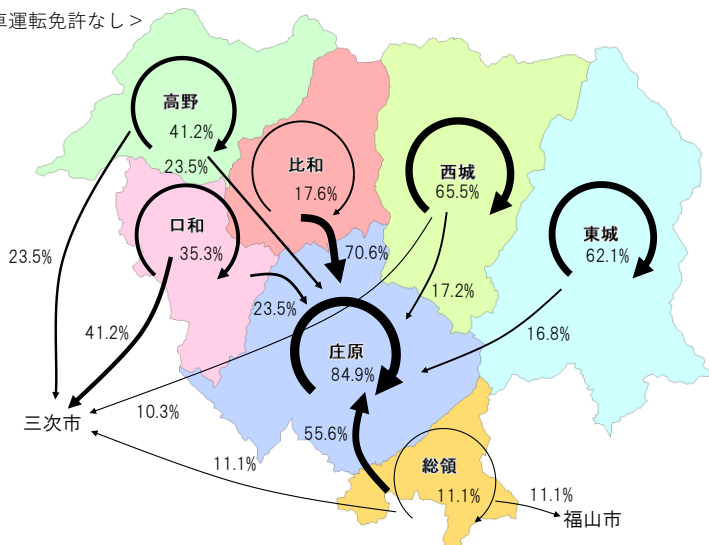 車運転免許なし＞
高野
41.2%
23.5%
比和
17.6%
西城
65.5%
口和
35.3%
東城
62.1%
23.5%
70.6%
17.2%
23.5%
41.2%
16.8%
庄原
84.9%
三次市
10.3%
55.6%
11.1%
総領
11.1%
11.1%
福山市